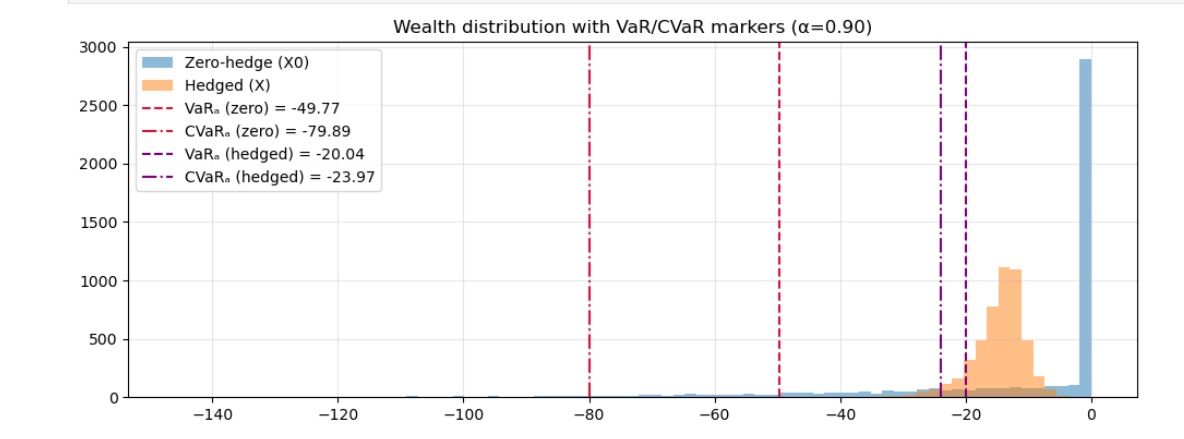 Wealth distribution with VaR/CVaR markers (α=0.90)
3000
2500
2000
1500
1000
500
0
Zero-hedge (X0)
Hedged (X)
VaRₐ (zero) = -49.77
CVaRₐ (zero) = -79.89
VaRₐ (hedged) = -20.04
CVaRₐ (hedged) = -23.97
−140 −120 −100 −80 −60 −40 −20 0